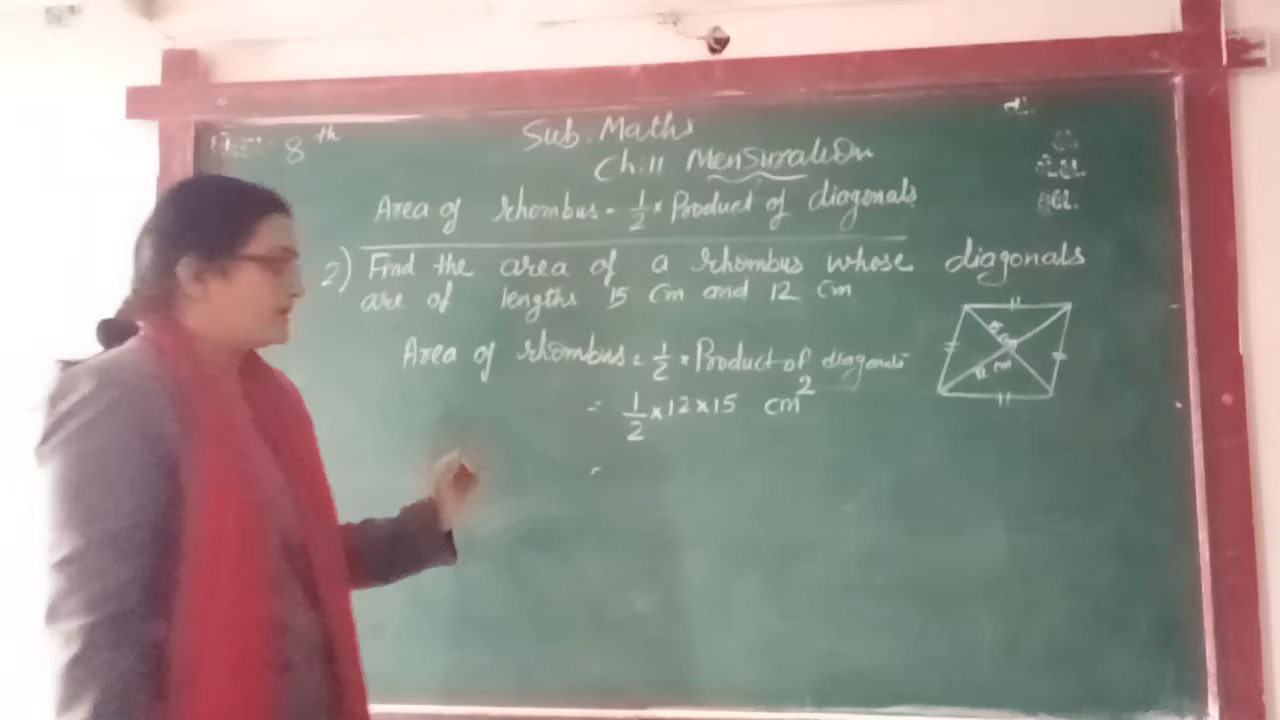 8th
Sub. Maths
Ch. 11 Mensuration
Area of rhombus = 1/2 × Product of diagonals
2) Find the area of a rhombus whose diagonals
are of lengths 15 cm and 12 cm
Area of rhombus = 1/2 × Product of diagonals
= 1/2 × 12 × 15 cm²
=
cm
cm